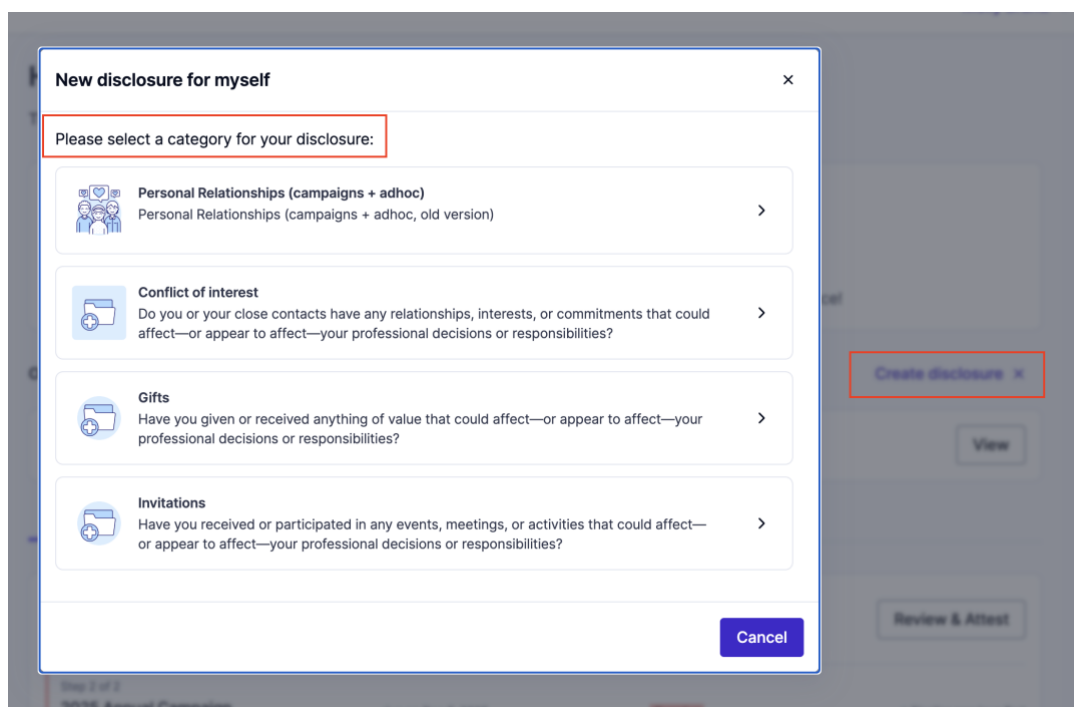 New disclosure for myself
×
Please select a category for your disclosure:
Personal Relationships (campaigns + adhoc)
Personal Relationships (campaigns + adhoc, old version)
Conflict of interest
Do you or your close contacts have any relationships, interests, or commitments that could
affect—or appear to affect—your professional decisions or responsibilities?
Gifts
Have you given or received anything of value that could affect—or appear to affect—your
professional decisions or responsibilities?
Create disclosure ×
View
Invitations
Have you received or participated in any events, meetings, or activities that could affect—
or appear to affect—your professional decisions or responsibilities?
Review & Attest
Cancel
Step 2 of 2
2025 Annual Campaign